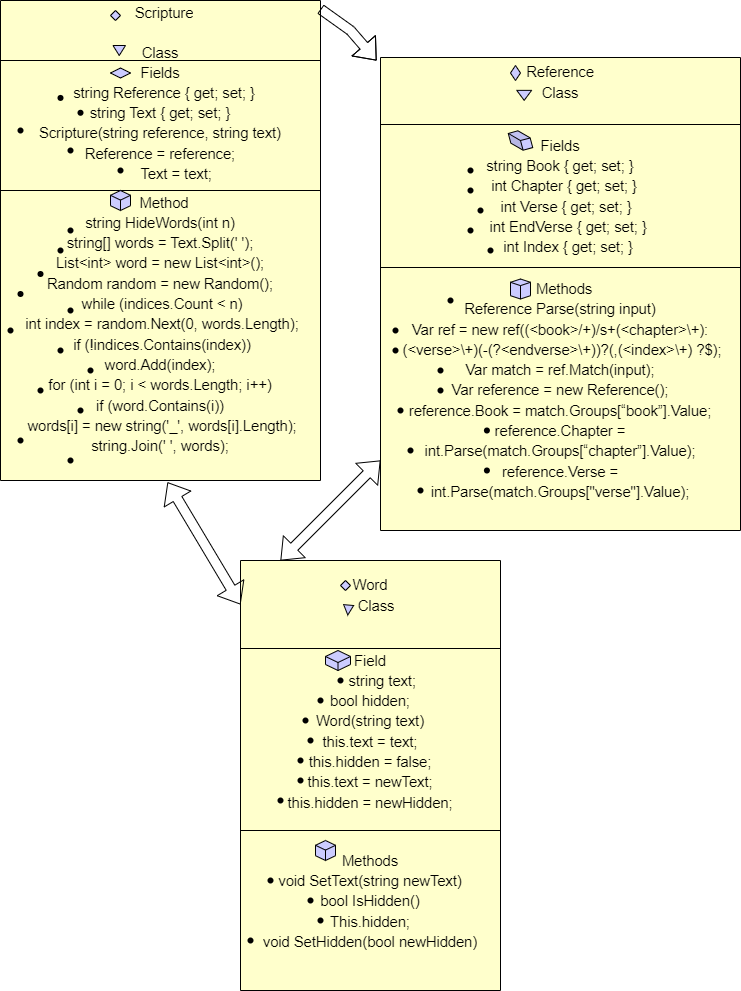 Scripture
Class
Fields
string Reference { get; set; }
string Text { get; set; }
Scripture(string reference, string text)
Reference = reference;
Text = text;
Method
string HideWords(int n)
string[] words = Text.Split(' ');
List<int> word = new List<int>();
Random random = new Random();
while (indices.Count < n)
int index = random.Next(0, words.Length);
if (!indices.Contains(index))
word.Add(index);
for (int i = 0; i < words.Length; i++)
if (word.Contains(i))
words[i] = new string('_', words[i].Length);
string.Join(' ', words);
Reference
Class
Fields
string Book { get; set; }
int Chapter { get; set; }
int Verse { get; set; }
int EndVerse { get; set; }
int Index { get; set; }
Methods
Reference Parse(string input)
Var ref = new ref((<book>/+)/s+(<chapter>\+):
(<verse>\+)(-(?<endverse>\+))?(,(<index>\+) ?$);
Var match = ref.Match(input);
Var reference = new Reference();
reference.Book = match.Groups[“book”].Value;
reference.Chapter =
int.Parse(match.Groups[“chapter”].Value);
reference.Verse =
int.Parse(match.Groups["verse"].Value);
Word
Class
Field
string text;
bool hidden;
Word(string text)
this.text = text;
this.hidden = false;
this.text = newText;
this.hidden = newHidden;
Methods
void SetText(string newText)
bool IsHidden()
This.hidden;
void SetHidden(bool newHidden)